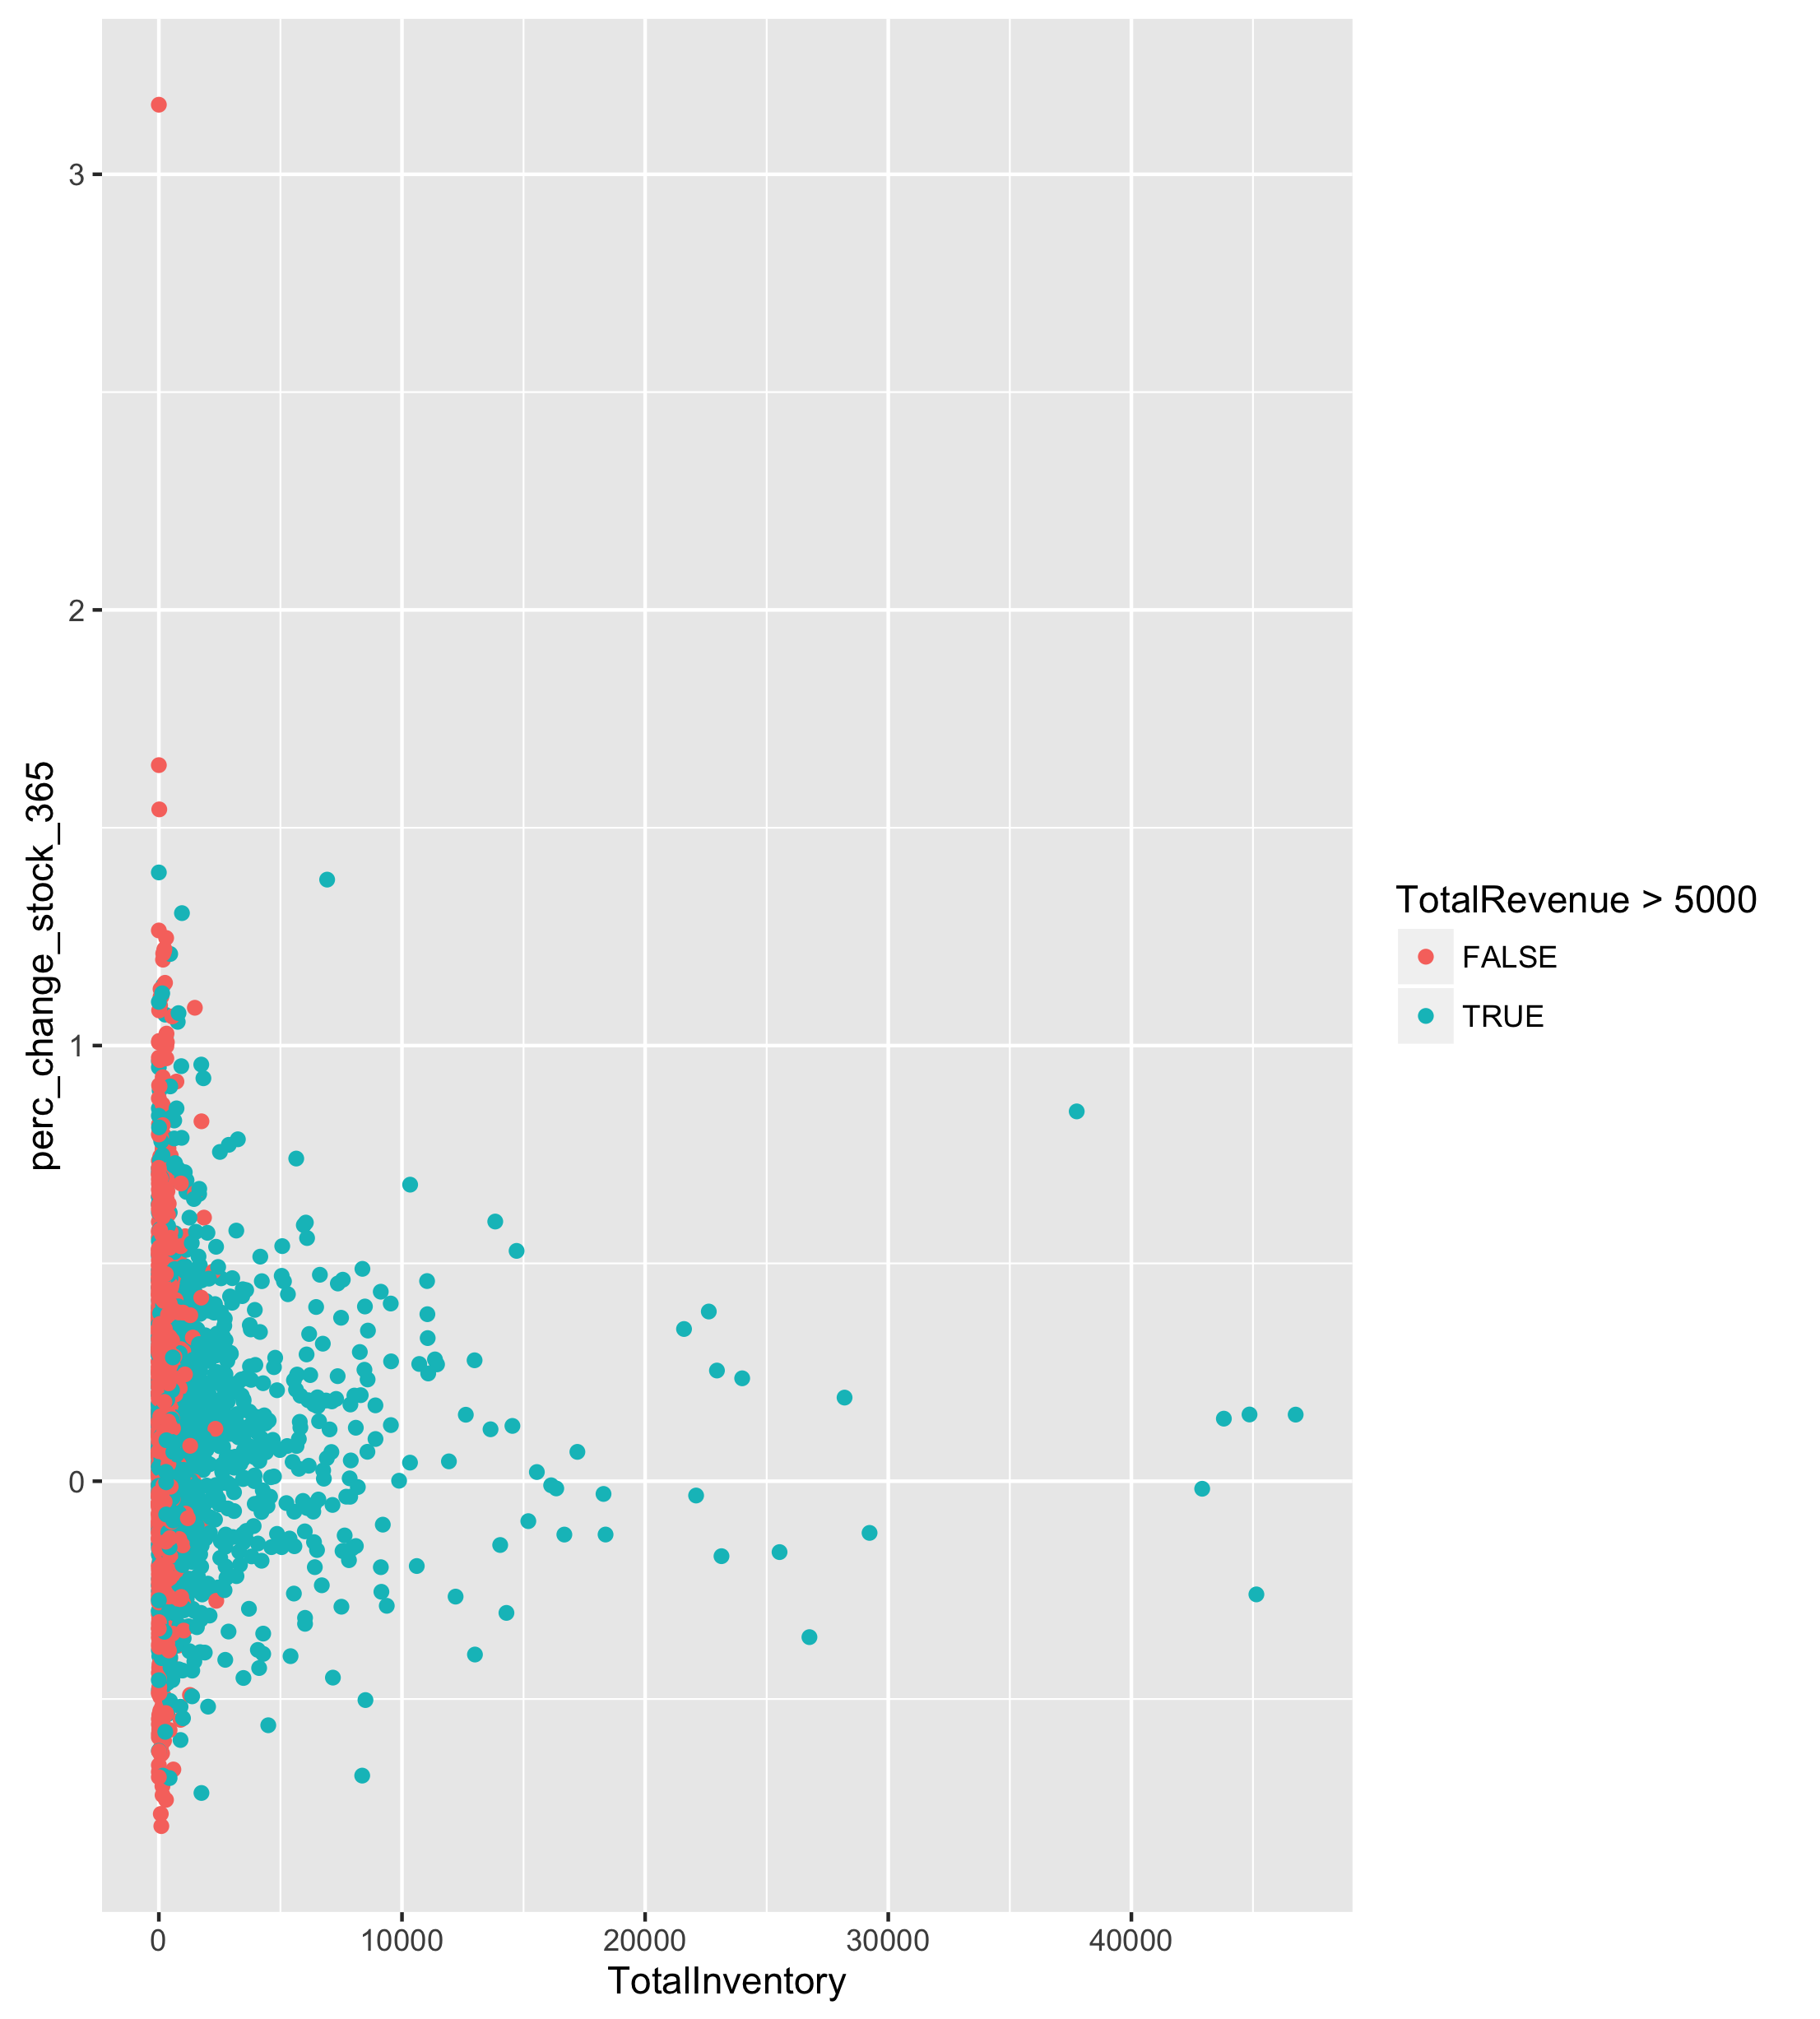 perc_change_stock_365
3
2
1
0
0
10000
20000
30000
40000
TotalInventory
TotalRevenue > 5000
FALSE
TRUE